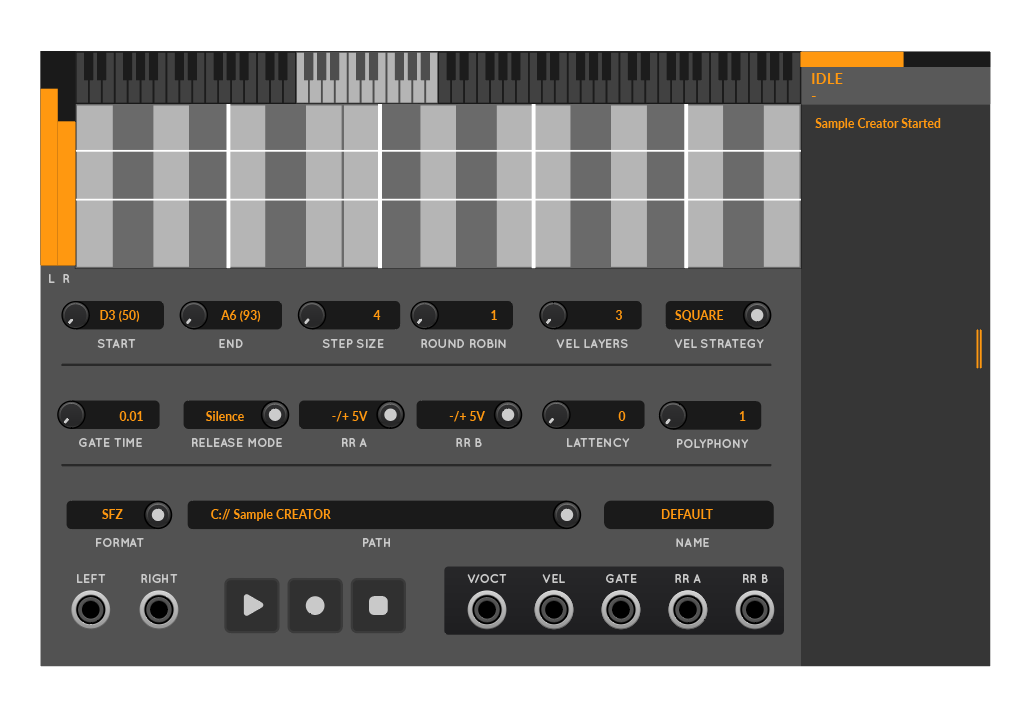 IDLE
-
Sample Creator Started
L R
D3 (50) A6 (93) 4 1 3 SQUARE
START END STEP SIZE ROUND ROBIN VEL LAYERS VEL STRATEGY
0.01 Silence -/+ 5V -/+ 5V 0 1
GATE TIME RELEASE MODE RR A RR B LATTENCY POLYPHONY
SFZ C:// Sample CREATOR DEFAULT
FORMAT PATH NAME
LEFT RIGHT V/OCT VEL GATE RR A RR B